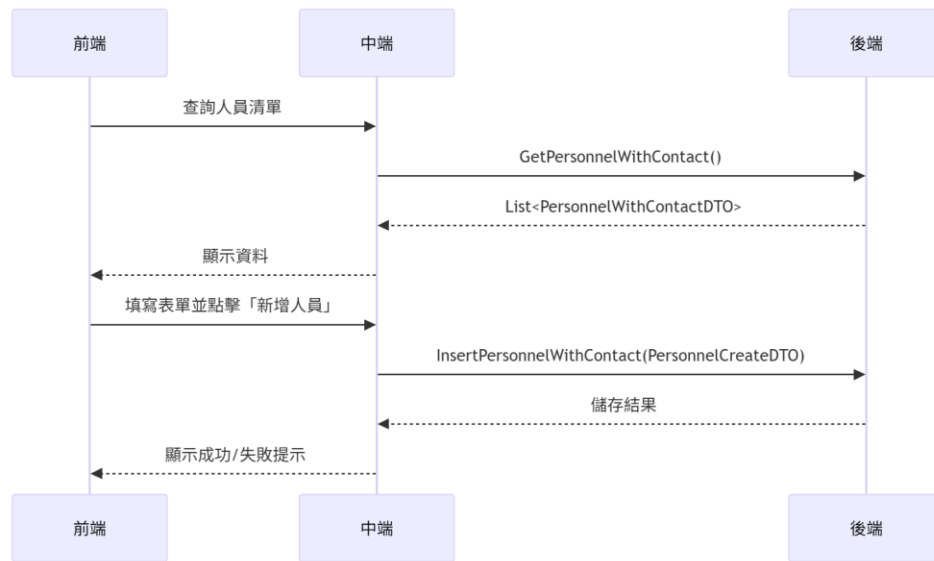 前端
中端
後端
查詢人員清單
GetPersonnelWithContact()
List<PersonnelWithContactDTO>
顯示資料
填寫表單並點擊「新增人員」
InsertPersonnelWithContact(PersonnelCreateDTO)
儲存結果
顯示成功/失敗提示
前端
中端
後端